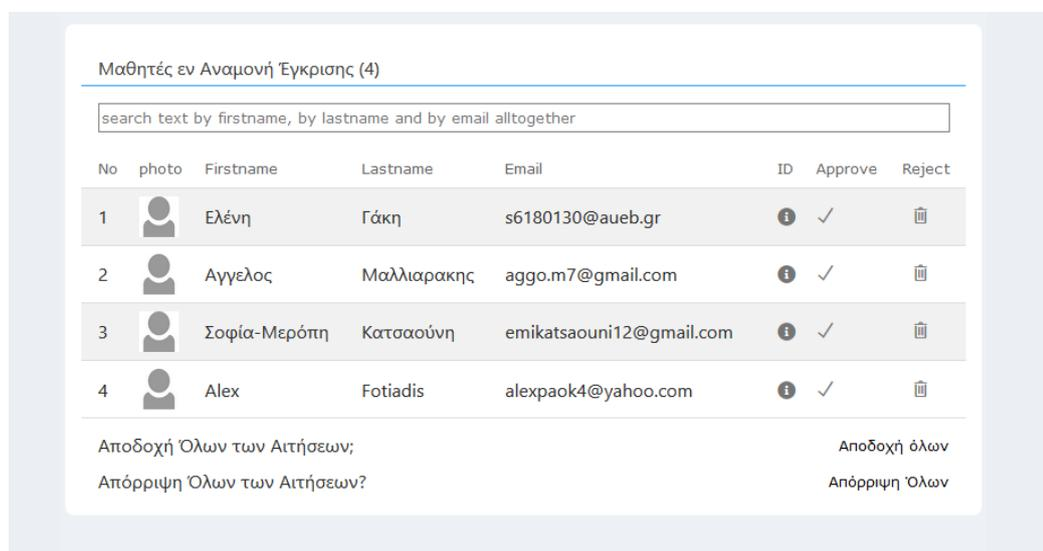 Μαθητές εν Αναμονή Έγκρισης (4)
search text by firstname, by lastname and by email alltogether
No photo Firstname Lastname Email ID Approve Reject
1 Ελένη Γάκη s6180130@aueb.gr
2 Αγγελος Μαλλιαρακης aggo.m7@gmail.com
3 Σοφία-Μερόπη Κατσαούνη emikatsaouni12@gmail.com
4 Alex Fotiadis alexpaok4@yahoo.com
Αποδοχή Όλων των Αιτήσεων; Αποδοχή όλων
Απόρριψη Όλων των Αιτήσεων? Απόρριψη Όλων